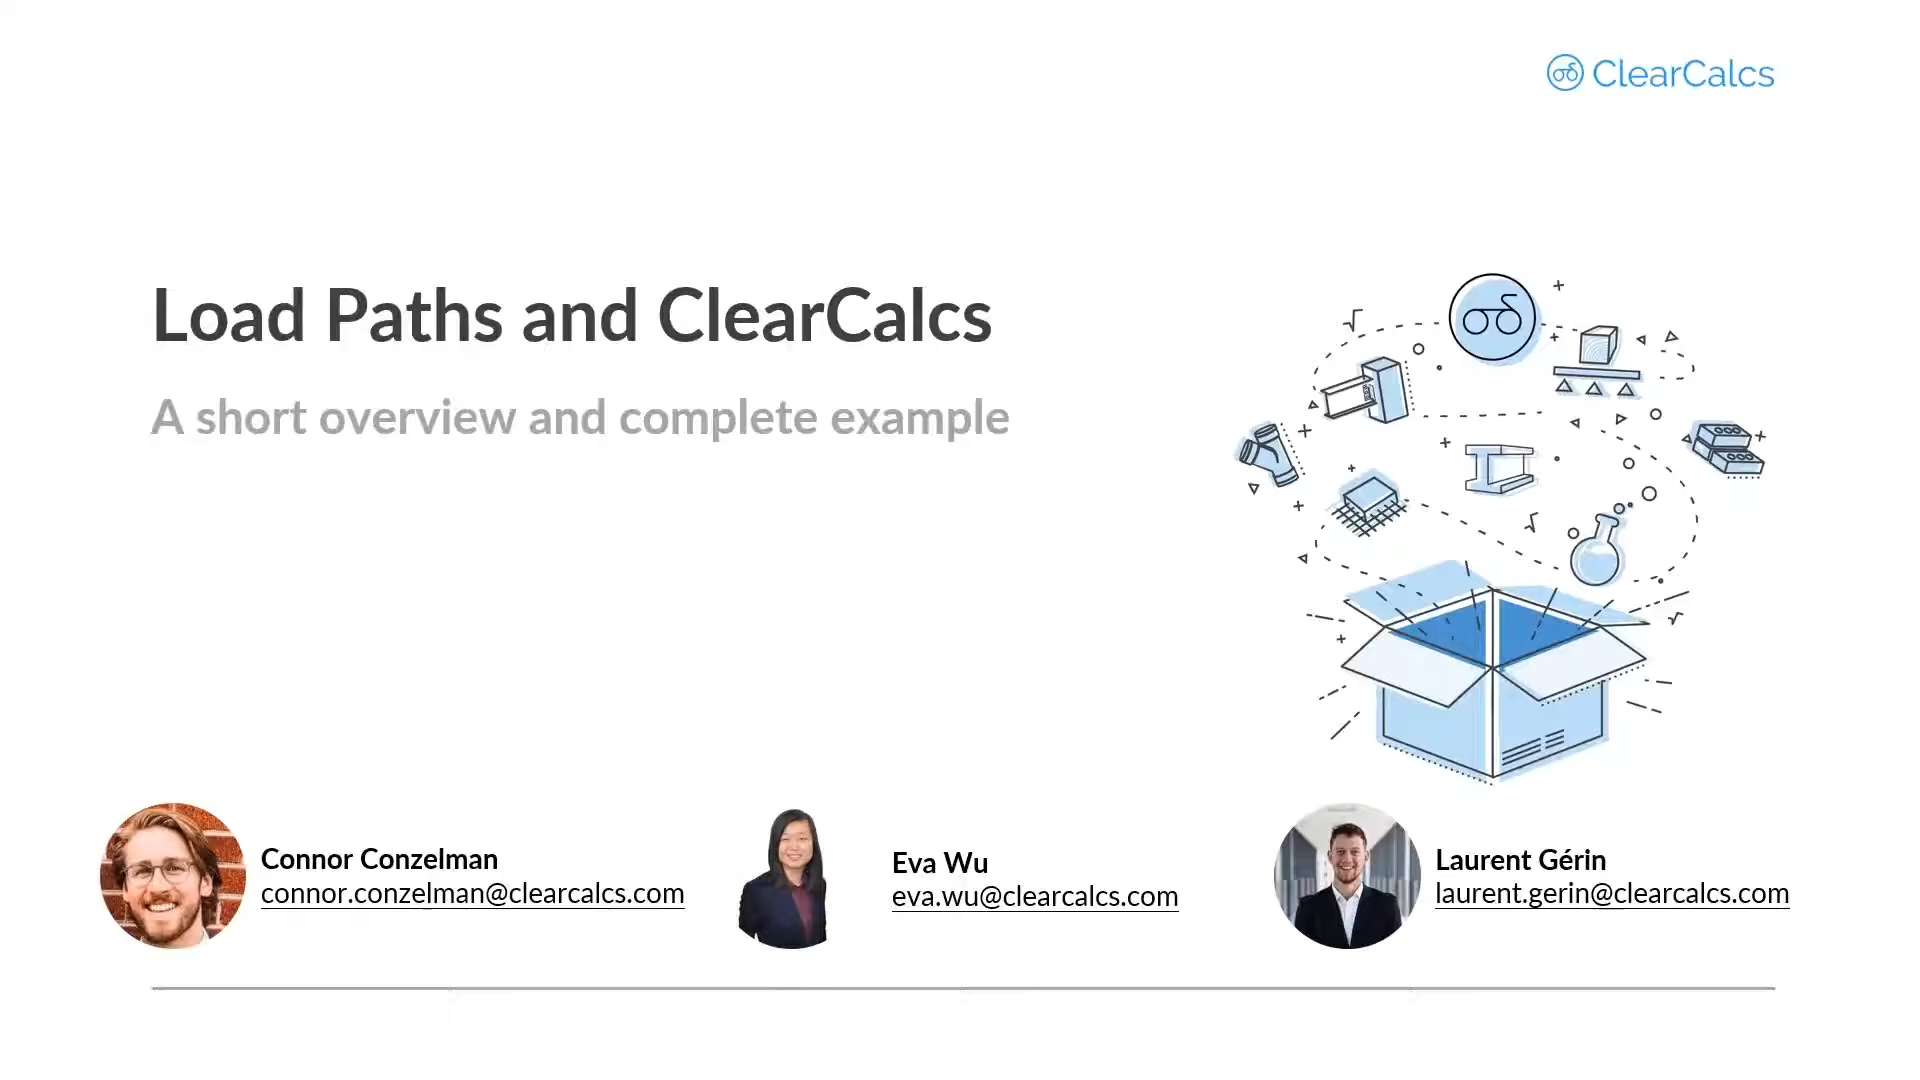 ClearCalcs
Load Paths and ClearCalcs
A short overview and complete example
Connor Conzelman
connor.conzelman@clearcalcs.com
Eva Wu
eva.wu@clearcalcs.com
Laurent Gérin
laurent.gerin@clearcalcs.com